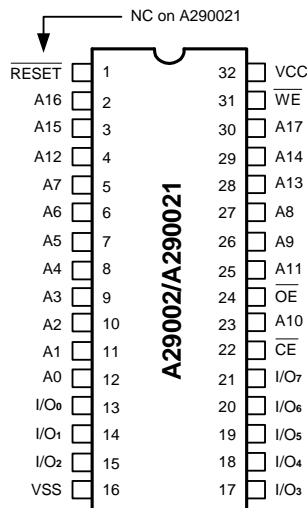 NC on A290021
RESET 1 32 VCC
A16 2 31 WE
A15 3 30 A17
A12 4 29 A14
A7 5 28 A13
A6 6 27 A8
A5 7 26 A9
A4 8 25 A11
A3 9 24 OE
A2 10 23 A10
A1 11 22 CE
A0 12 21 I/O7
I/O0 13 20 I/O6
I/O1 14 19 I/O5
I/O2 15 18 I/O4
VSS 16 17 I/O3
A29002/A290021